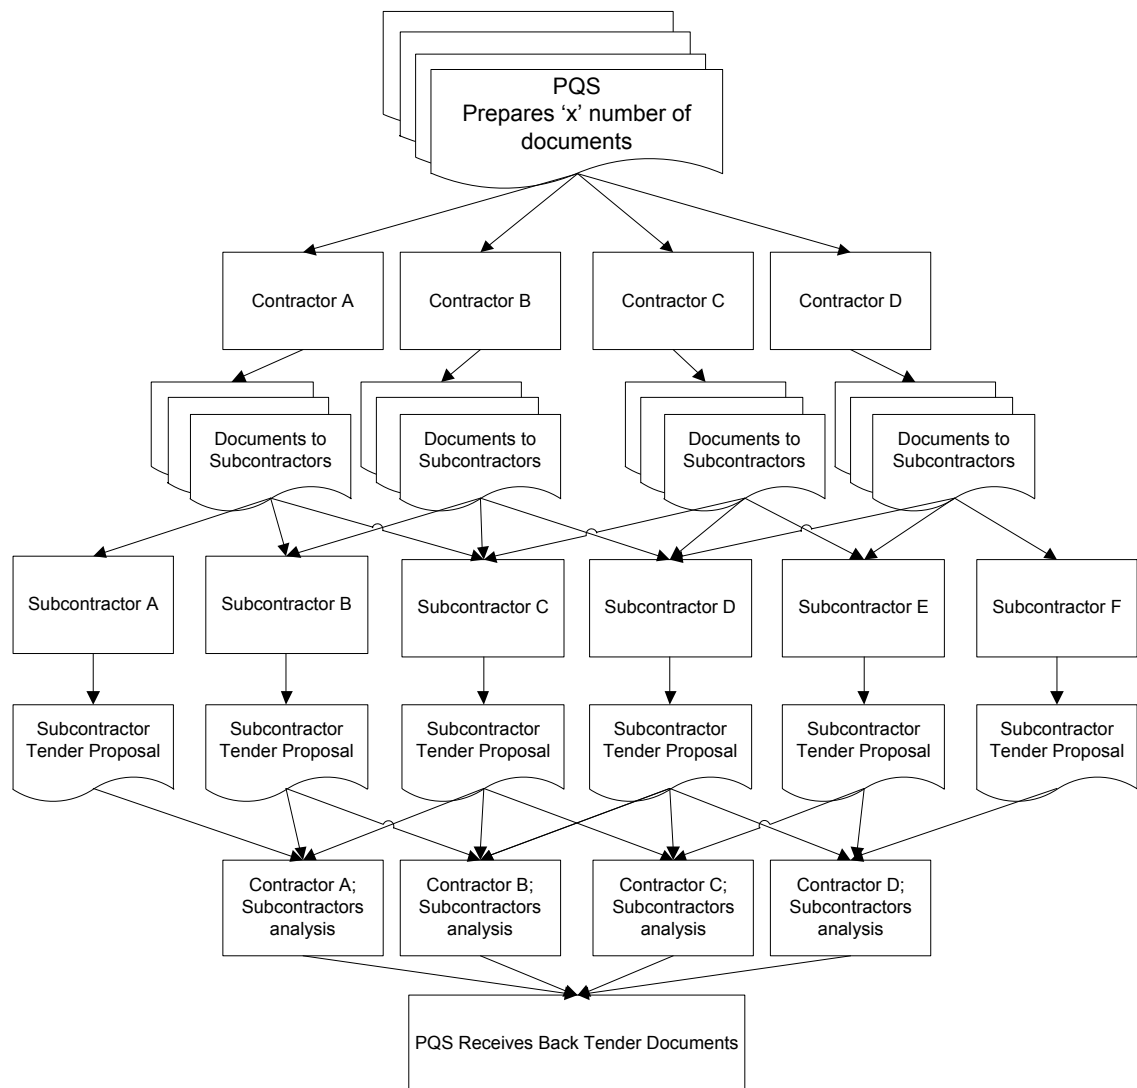 PQS
Prepares ‘x’ number of
documents
Contractor A
Contractor B
Contractor C
Contractor D
Documents to
Subcontractors
Documents to
Subcontractors
Documents to
Subcontractors
Documents to
Subcontractors
Subcontractor A
Subcontractor B
Subcontractor C
Subcontractor D
Subcontractor E
Subcontractor F
Subcontractor
Tender Proposal
Subcontractor
Tender Proposal
Subcontractor
Tender Proposal
Subcontractor
Tender Proposal
Subcontractor
Tender Proposal
Subcontractor
Tender Proposal
Contractor A;
Subcontractors
analysis
Contractor B;
Subcontractors
analysis
Contractor C;
Subcontractors
analysis
Contractor D;
Subcontractors
analysis
PQS Receives Back Tender Documents